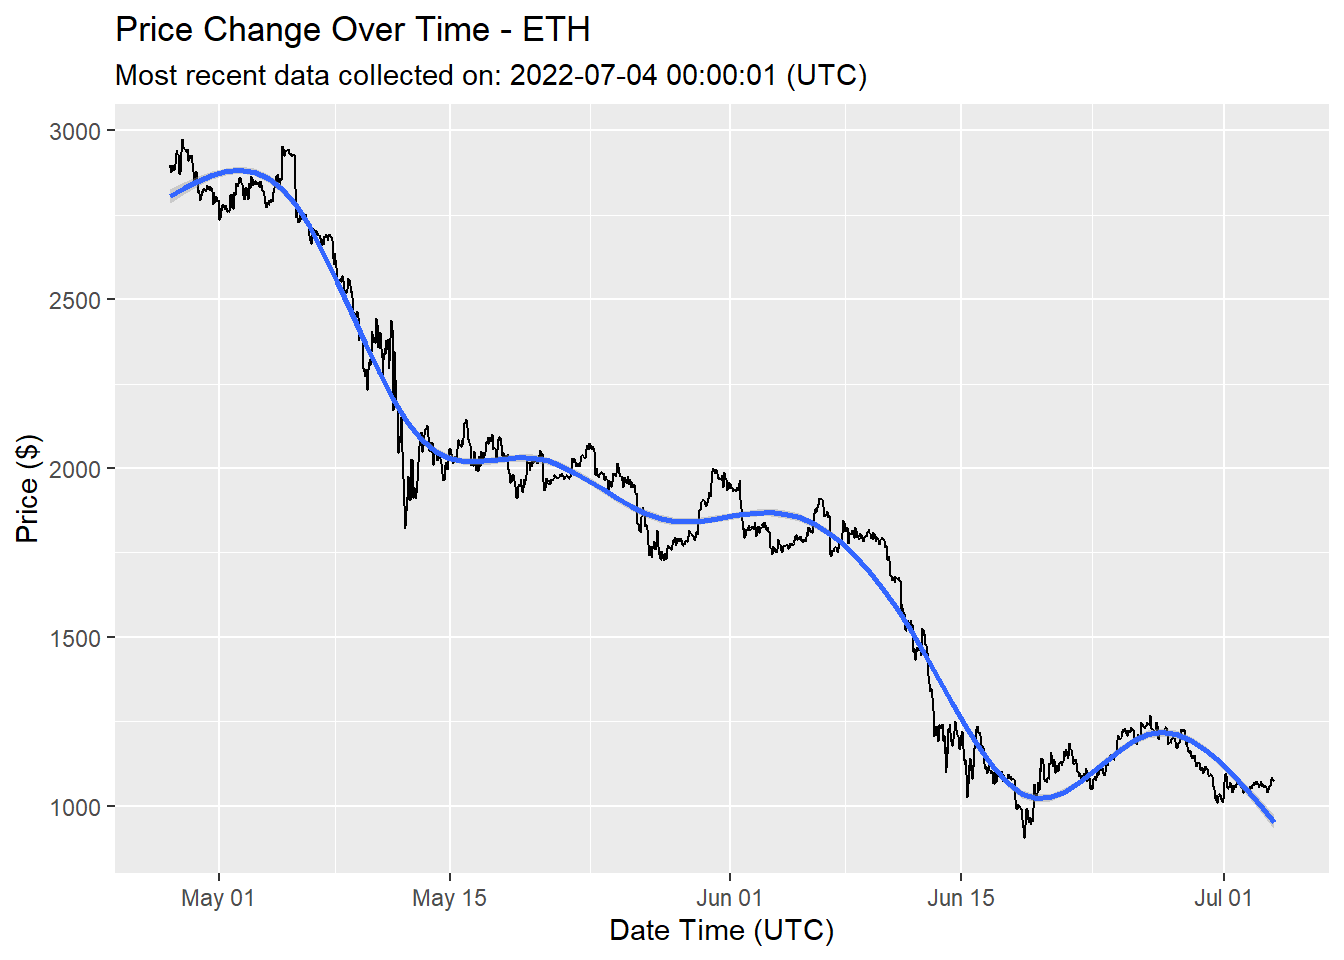 Price Change Over Time - ETH
Most recent data collected on: 2022-07-04 00:00:01 (UTC)
3000
2500
2000
1500
1000
Price ($)
May 01
May 15
Jun 01
Jun 15
Jul 01
Date Time (UTC)